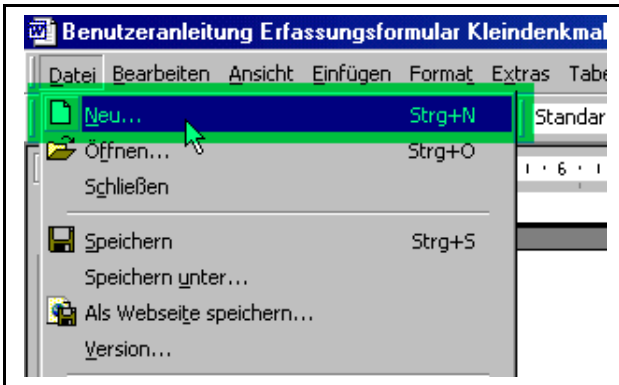 Benutzeranleitung Erfassungsformular Kleindenkmal
Datei Bearbeiten Ansicht Einfügen Format Extras Tabe
Neu... Strg+N Standar
Öffnen... Strg+O
6
Schließen
Speichern Strg+S
Speichern unter...
Als Webseite speichern...
Version...